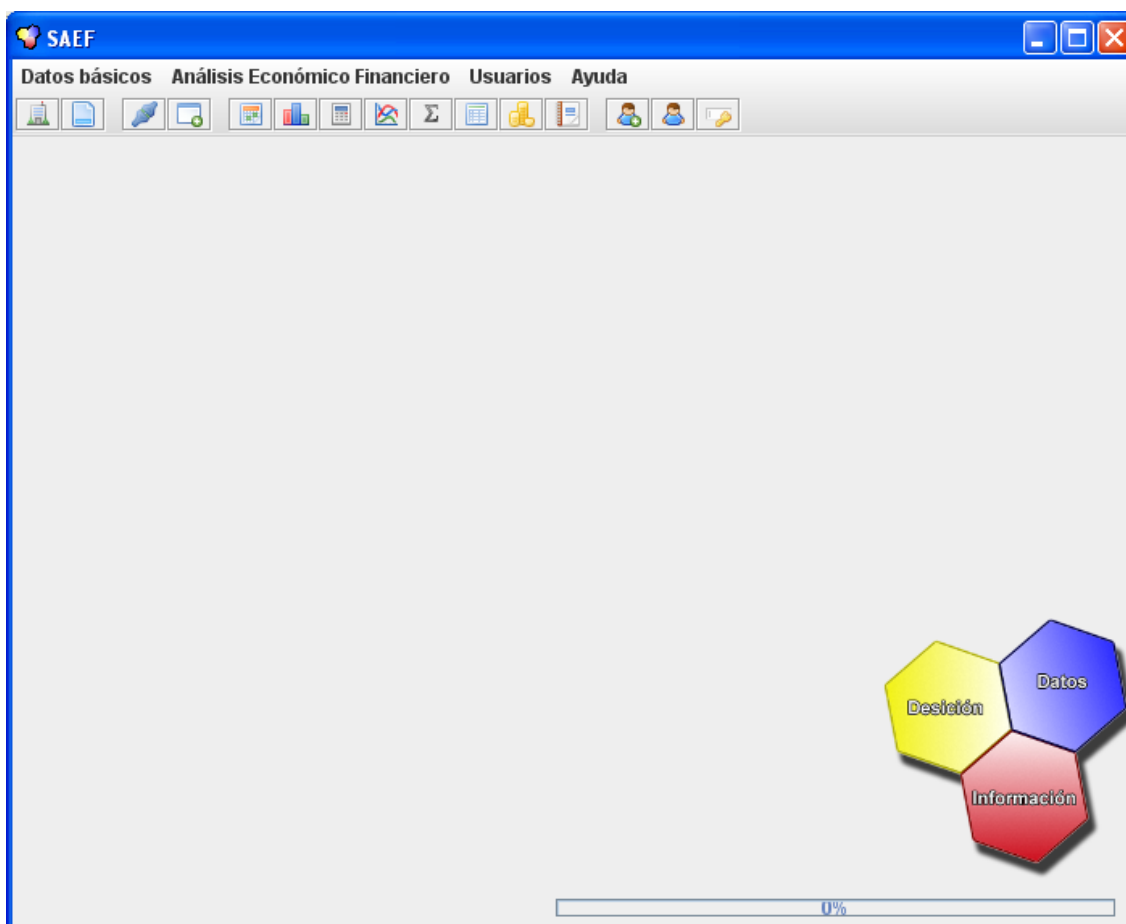 SAEF
Datos básicos Análisis Económico Financiero Usuarios Ayuda
Σ
Datos
Desición
Información
0%